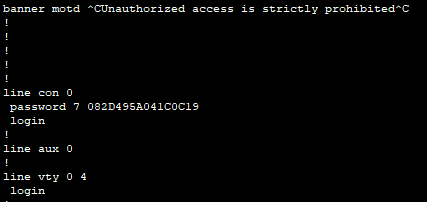 banner motd ^CUnauthorized access is strictly prohibited^C
!
!
!
!
!
line con 0
 password 7 082D495A041C0C19
 login
!
line aux 0
!
line vty 0 4
 login